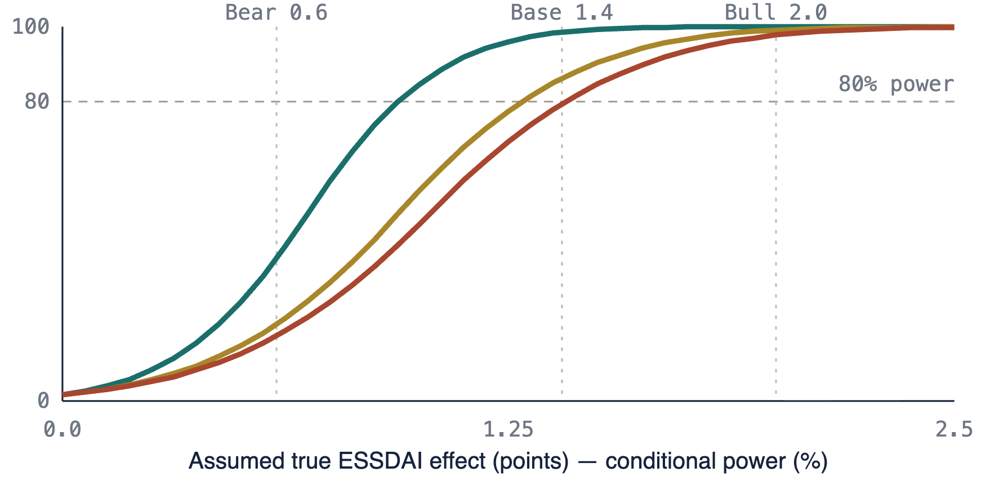 Bear 0.6
Base 1.4
Bull 2.0
100
80% power
80
0
0.0
1.25
2.5
Assumed true ESSDAI effect (points) — conditional power (%)